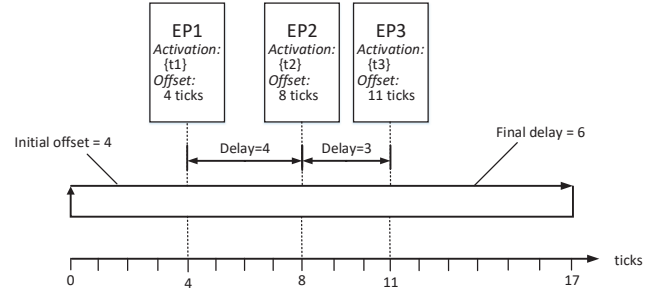 EP1
Activation:
{t1}
Offset:
4 ticks
EP2
Activation:
{t2}
Offset:
8 ticks
EP3
Activation:
{t3}
Offset:
11 ticks
Initial offset = 4
Delay=4
Delay=3
Final delay = 6
0
4
8
11
17
ticks